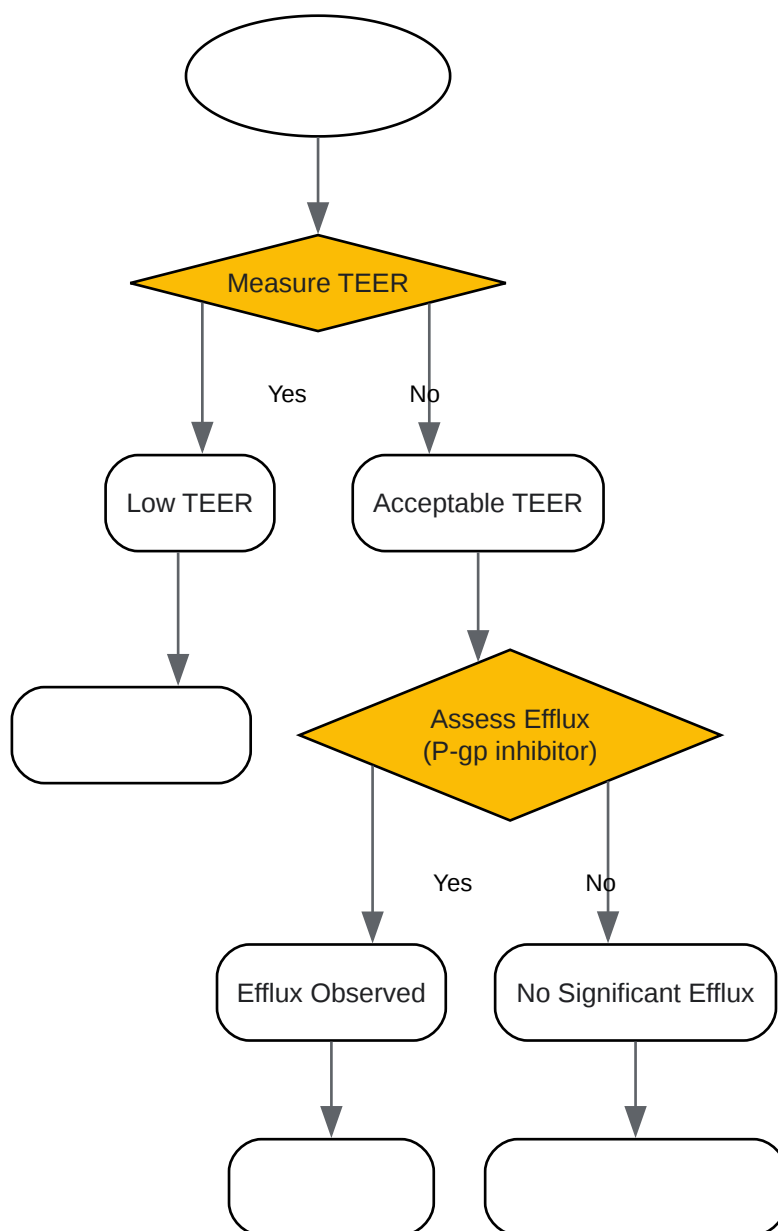 Measure TEER
Yes
No
Low TEER
Acceptable TEER
Assess Efflux
(P-gp inhibitor)
Yes
No
Efflux Observed
No Significant Efflux